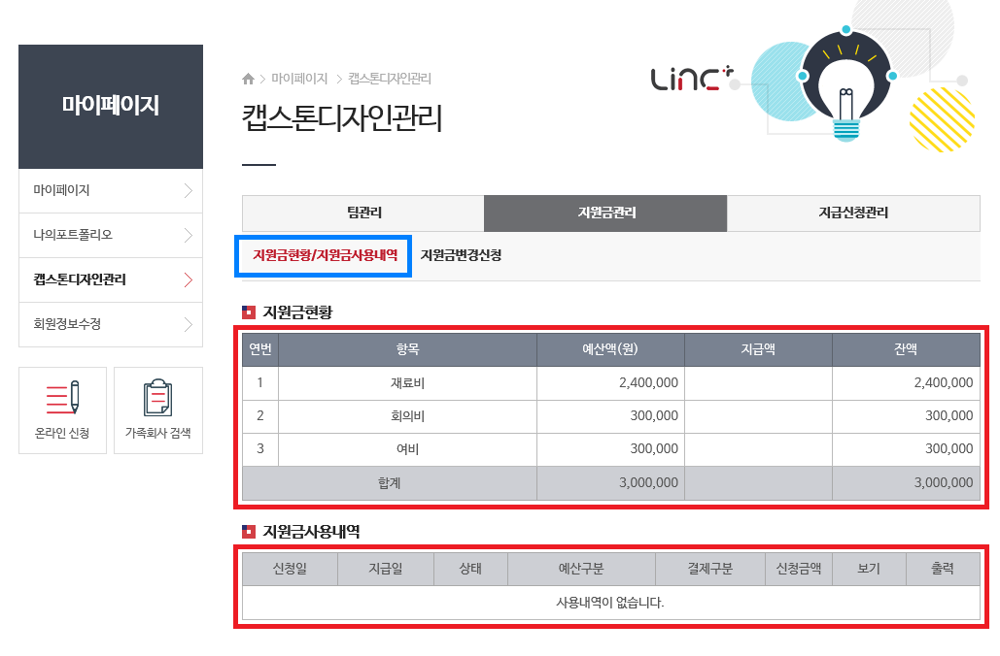 마이페이지
마이페이지
나의포트폴리오
캡스톤디자인관리
회원정보수정
온라인 신청
가족회사 검색
마이페이지 캡스톤디자인관리
캡스톤디자인관리
LINC+
팀관리 지원금관리 지급신청관리
지원금현황/지원금사용내역 지원금변경신청
지원금현황
연번 항목 예산액(원) 지급액 잔액
1 재료비 2,400,000 2,400,000
2 회의비 300,000 300,000
3 여비 300,000 300,000
합계 3,000,000 3,000,000
지원금사용내역
신청일 지급일 상태 예산구분 결제구분 신청금액 보기 출력
사용내역이 없습니다.